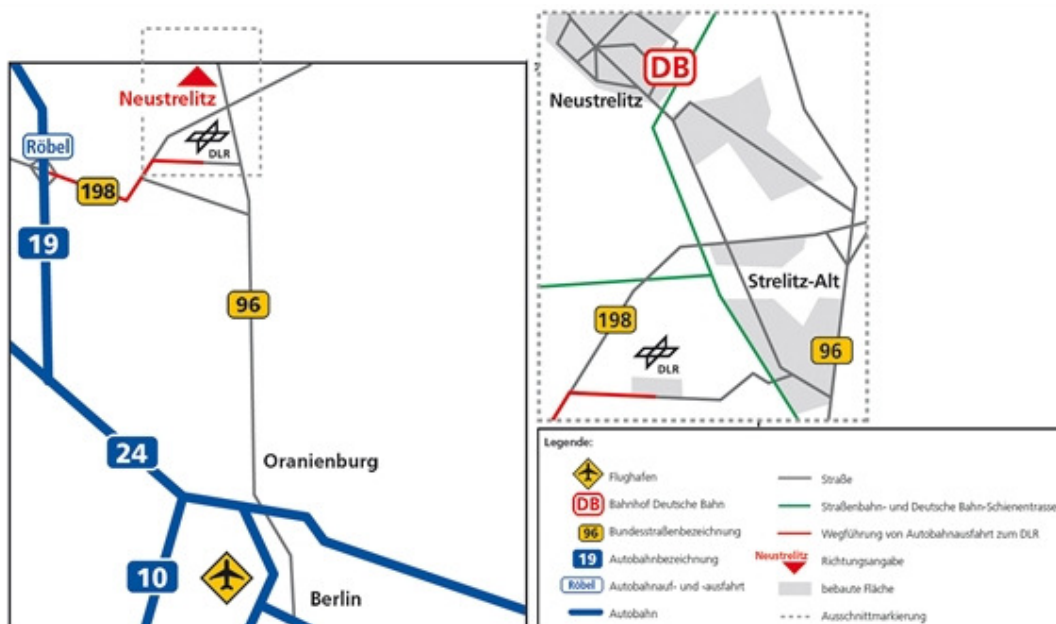 Neustrelitz
DLR
Röbel
198
19
96
24
Oranienburg
10
Berlin
DB
Neustrelitz
Strelitz-Alt
198
DLR
96
Legende:
Flughafen
DB Bahnhof Deutsche Bahn
96 Bundesstraßenbezeichnung
19 Autobahnbezeichnung
Röbel Autobahnauf- und -ausfahrt
Autobahn
Straße
Straßenbahn- und Deutsche Bahn-Schienentrasse
Wegführung von Autobahnausfahrt zum DLR
Neustrelitz Richtungsangabe
bebaute Fläche
Ausschnittmarkierung